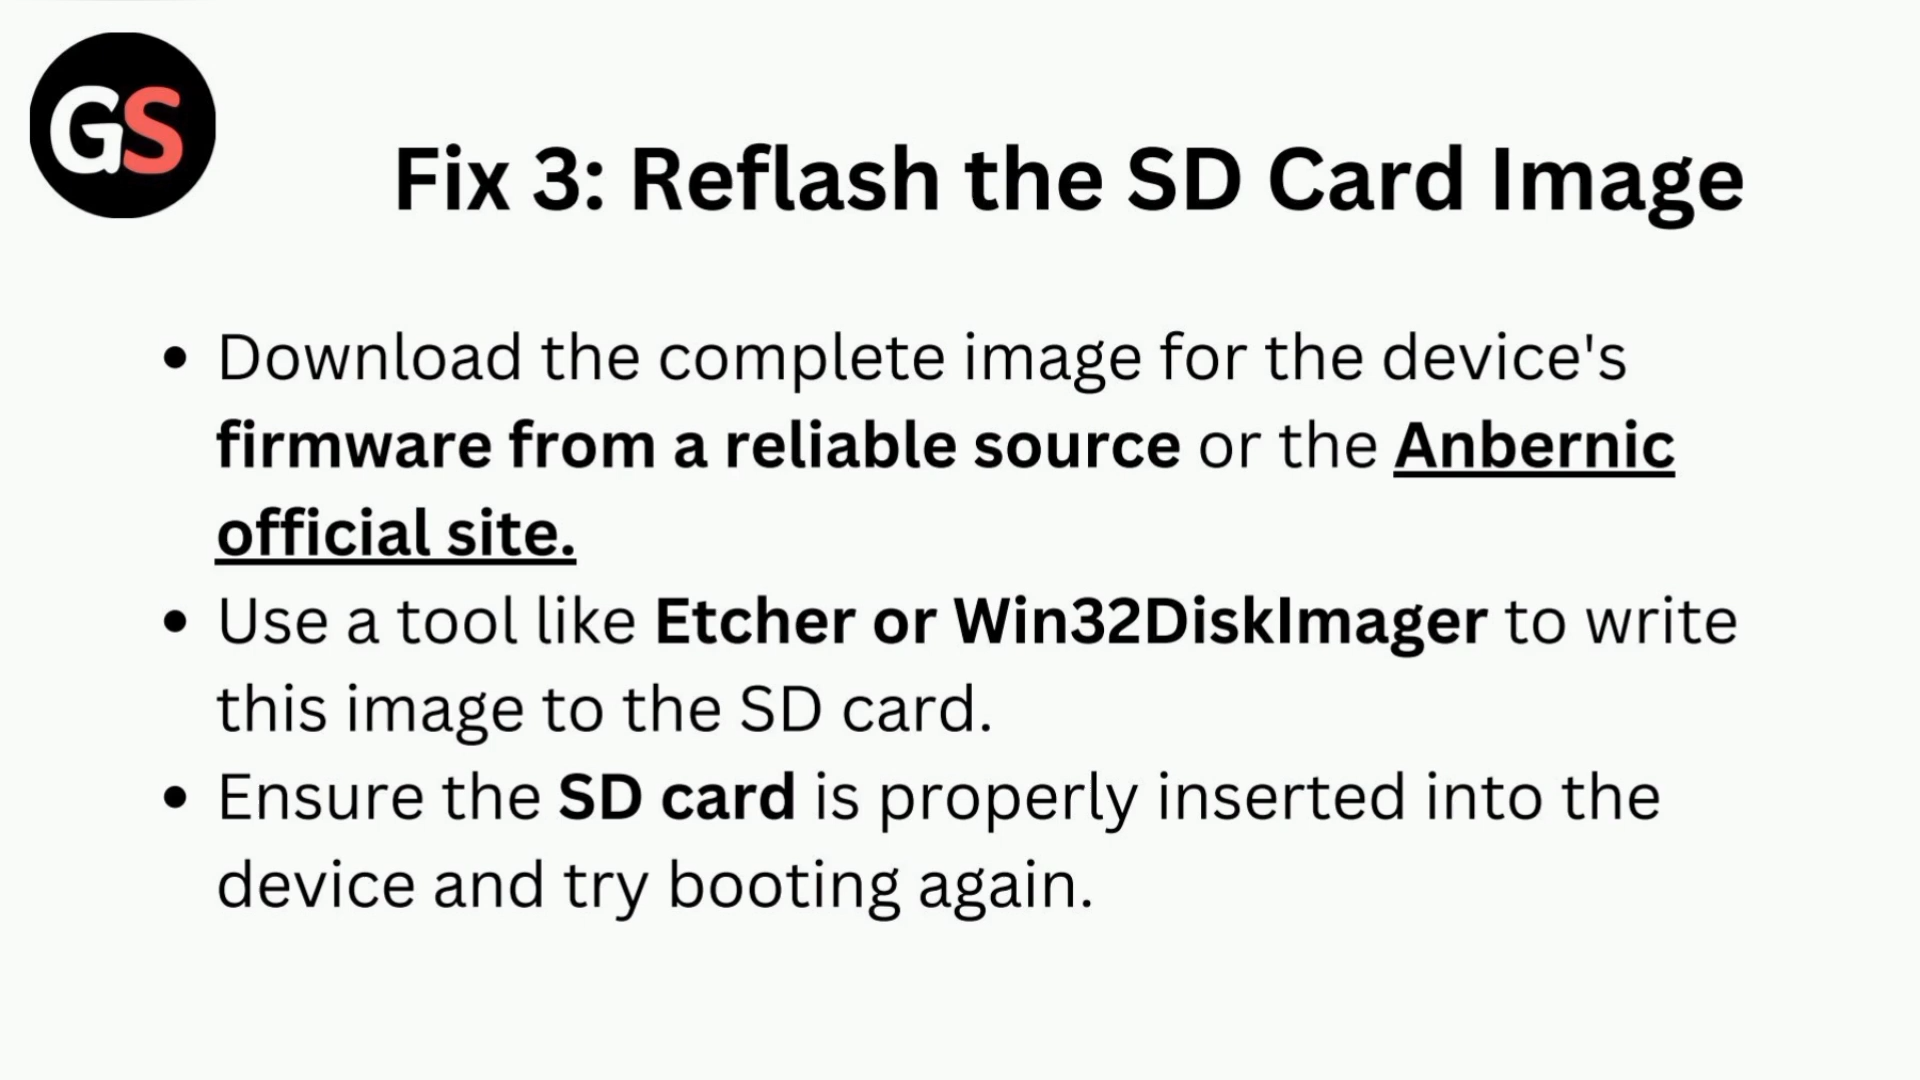 GS
Fix 3: Reflash the SD Card Image
• Download the complete image for the device's
firmware from a reliable source or the Anbernic
official site.
• Use a tool like Etcher or Win32DiskImager to write
this image to the SD card.
• Ensure the SD card is properly inserted into the
device and try booting again.